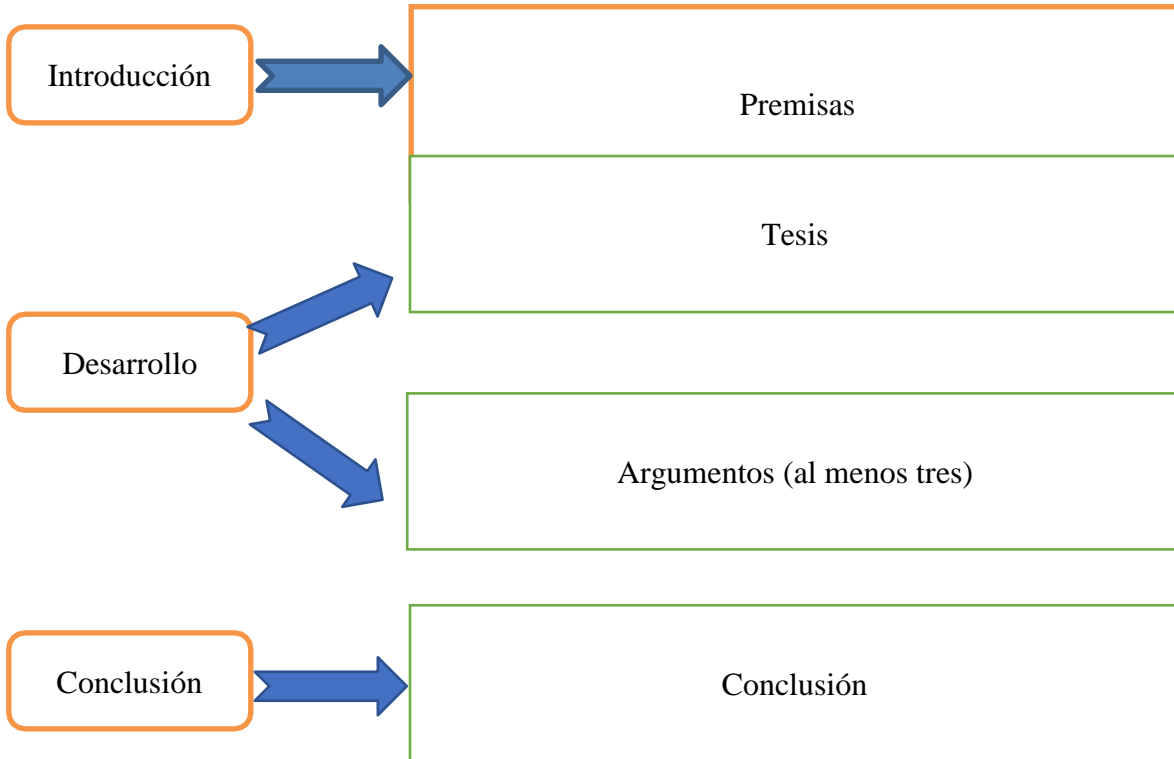 Introducción
Premisas
Tesis
Desarrollo
Argumentos (al menos tres)
Conclusión
Conclusión